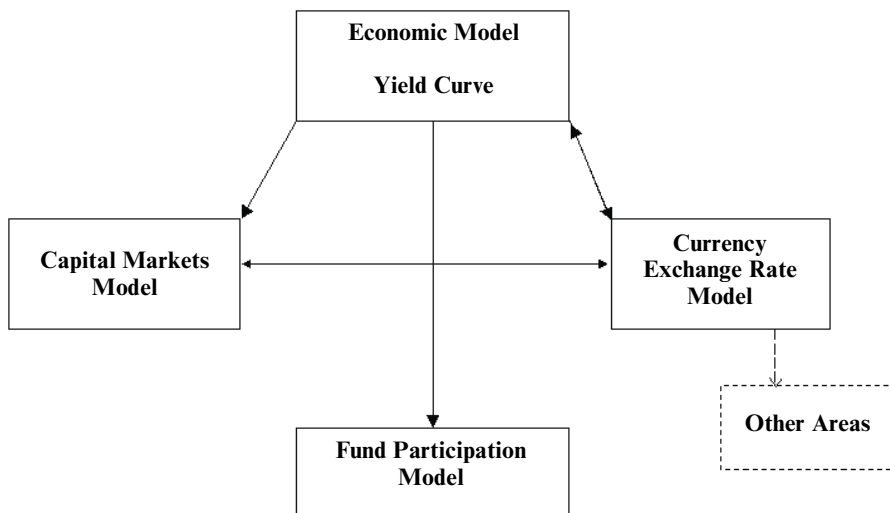 Economic Model
Yield Curve
Capital Markets
Model
Currency
Exchange Rate
Model
Other Areas
Fund Participation
Model